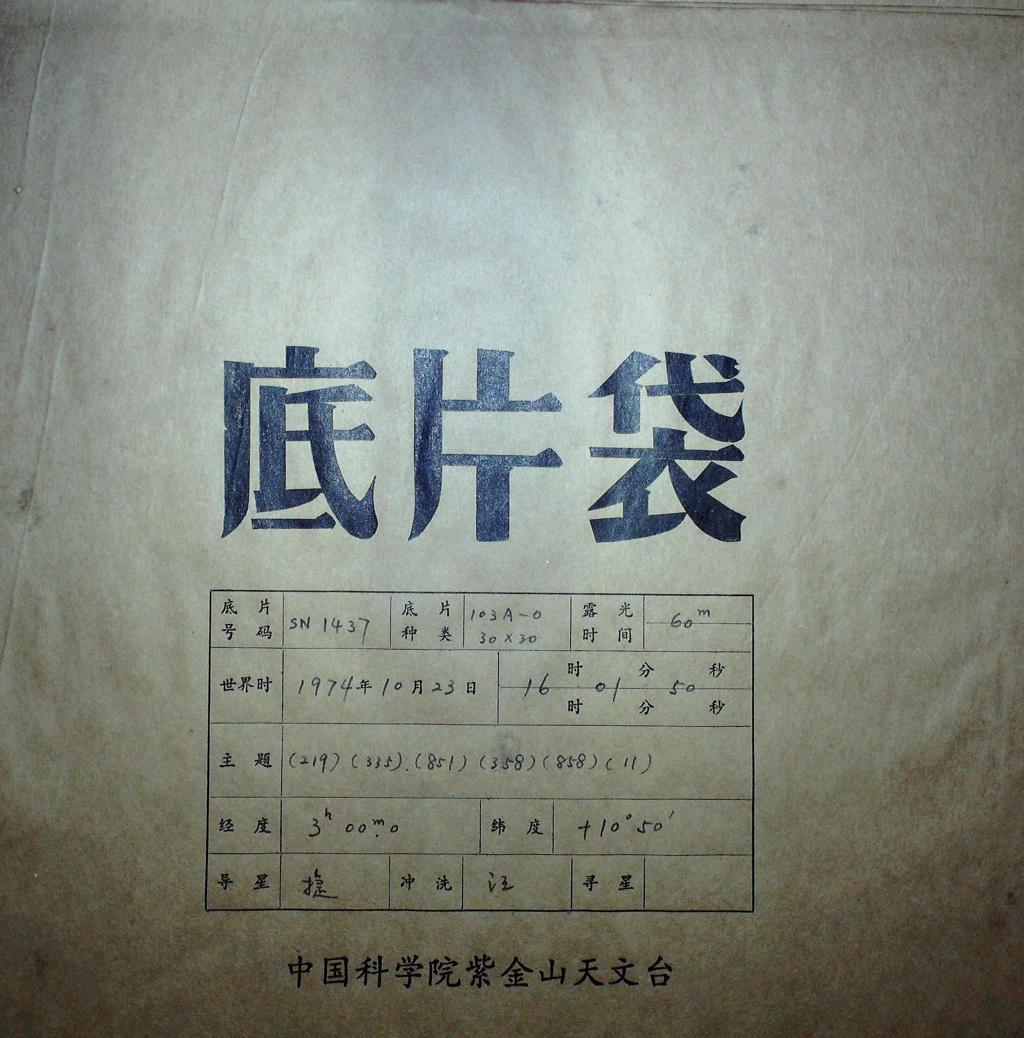 底片袋
底片号码 SN 1437 底片种类 103A-O 30×30 露光时间 60m
世界时 1974年10月23日 16时01分50秒
时 分 秒
主题 (219) (335).(851) (358) (858) (11)
经度 3h 00m.0 纬度 +10°50′
导星 冲洗 汪 寻星
中国科学院紫金山天文台